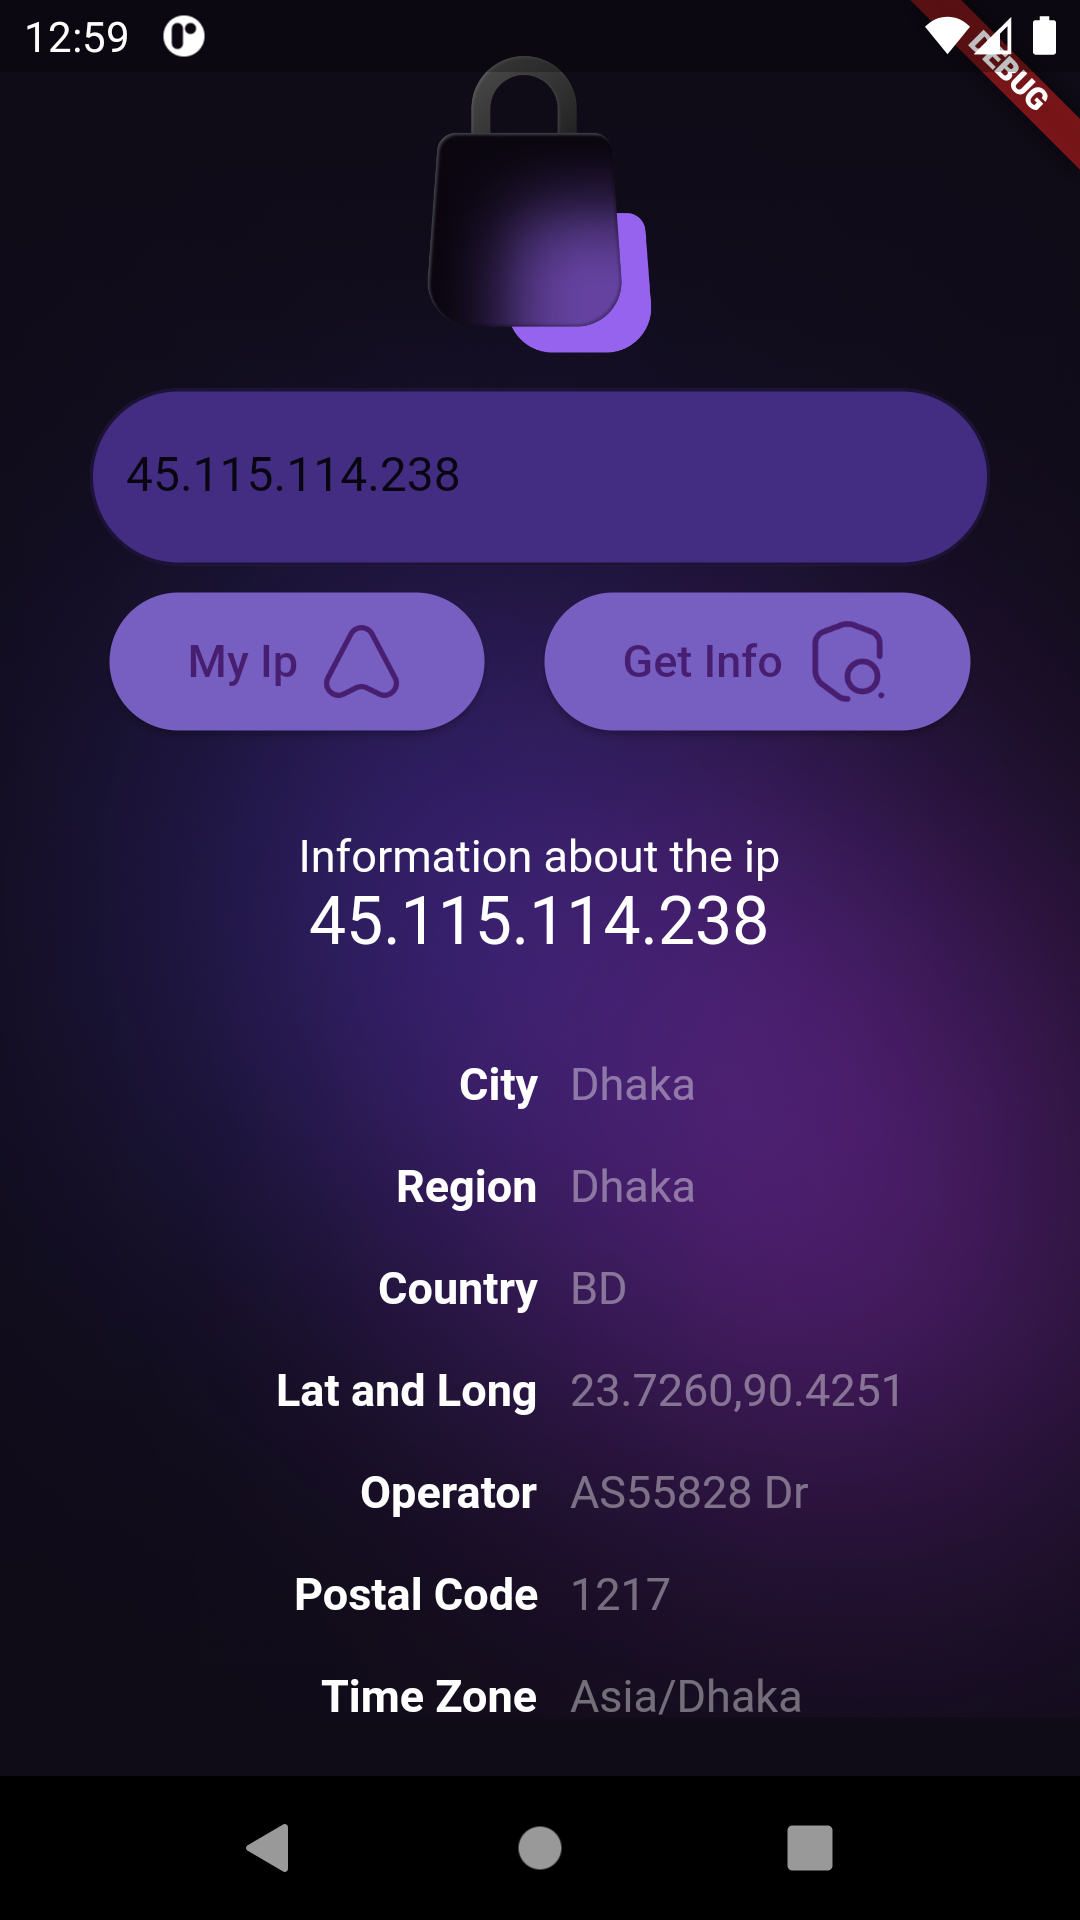 12:59
DEBUG
45.115.114.238
My Ip
Get Info
Information about the ip
45.115.114.238
City Dhaka
Region Dhaka
Country BD
Lat and Long 23.7260,90.4251
Operator AS55828 Dr
Postal Code 1217
Time Zone Asia/Dhaka